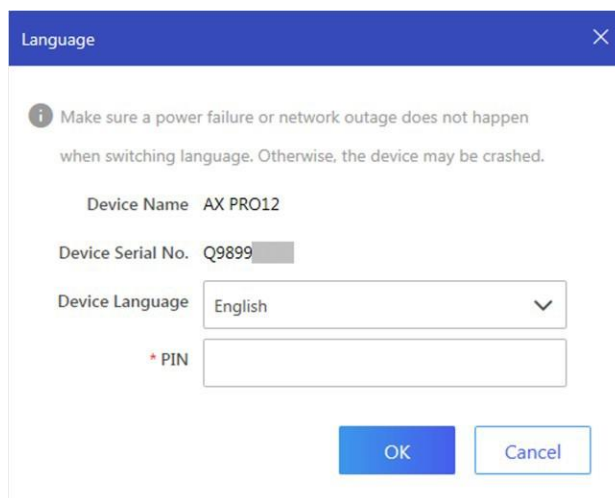 Language
Make sure a power failure or network outage does not happen
when switching language. Otherwise, the device may be crashed.
Device Name AX PRO12
Device Serial No. Q9899
Device Language English
* PIN
OK Cancel